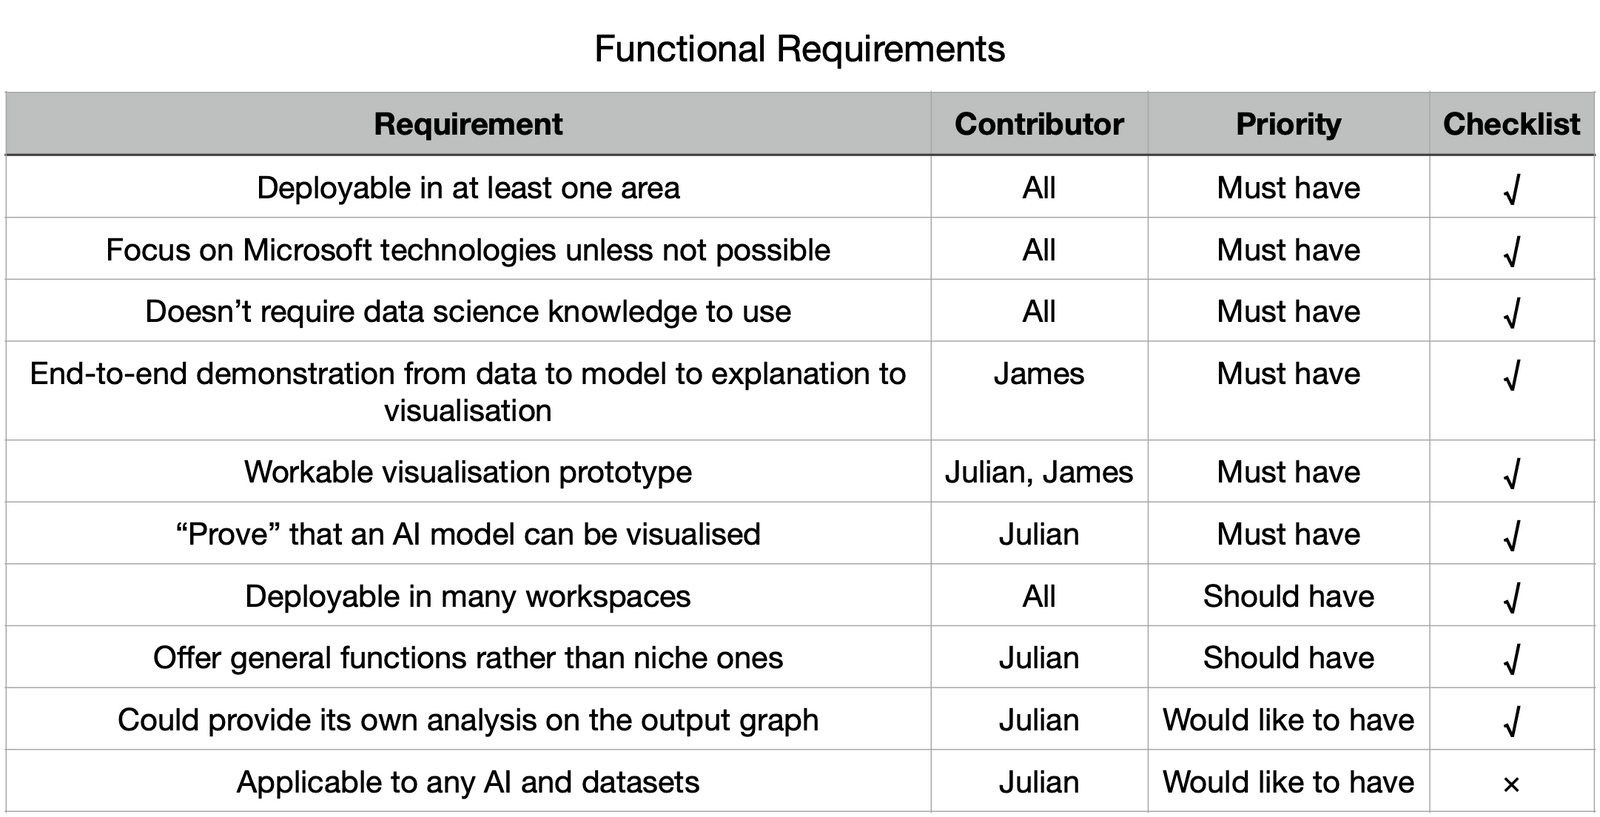 Functional Requirements
Requirement Contributor Priority Checklist
Deployable in at least one area All Must have √
Focus on Microsoft technologies unless not possible All Must have √
Doesn’t require data science knowledge to use All Must have √
End-to-end demonstration from data to model to explanation to James Must have √
visualisation
Workable visualisation prototype Julian, James Must have √
“Prove” that an AI model can be visualised Julian Must have √
Deployable in many workspaces All Should have √
Offer general functions rather than niche ones Julian Should have √
Could provide its own analysis on the output graph Julian Would like to have √
Applicable to any AI and datasets Julian Would like to have ×